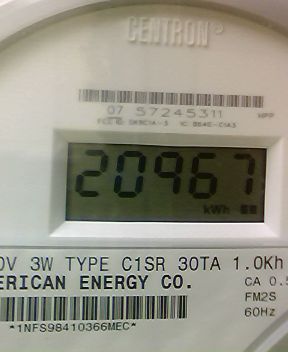 CENTRON®
07 57245311
20967
kWh
0V 3W TYPE C1SR 30TA 1.0Kh
ERICAN ENERGY CO.
CA 0.5
FM2S
60Hz
*1NFS98410366MEC*